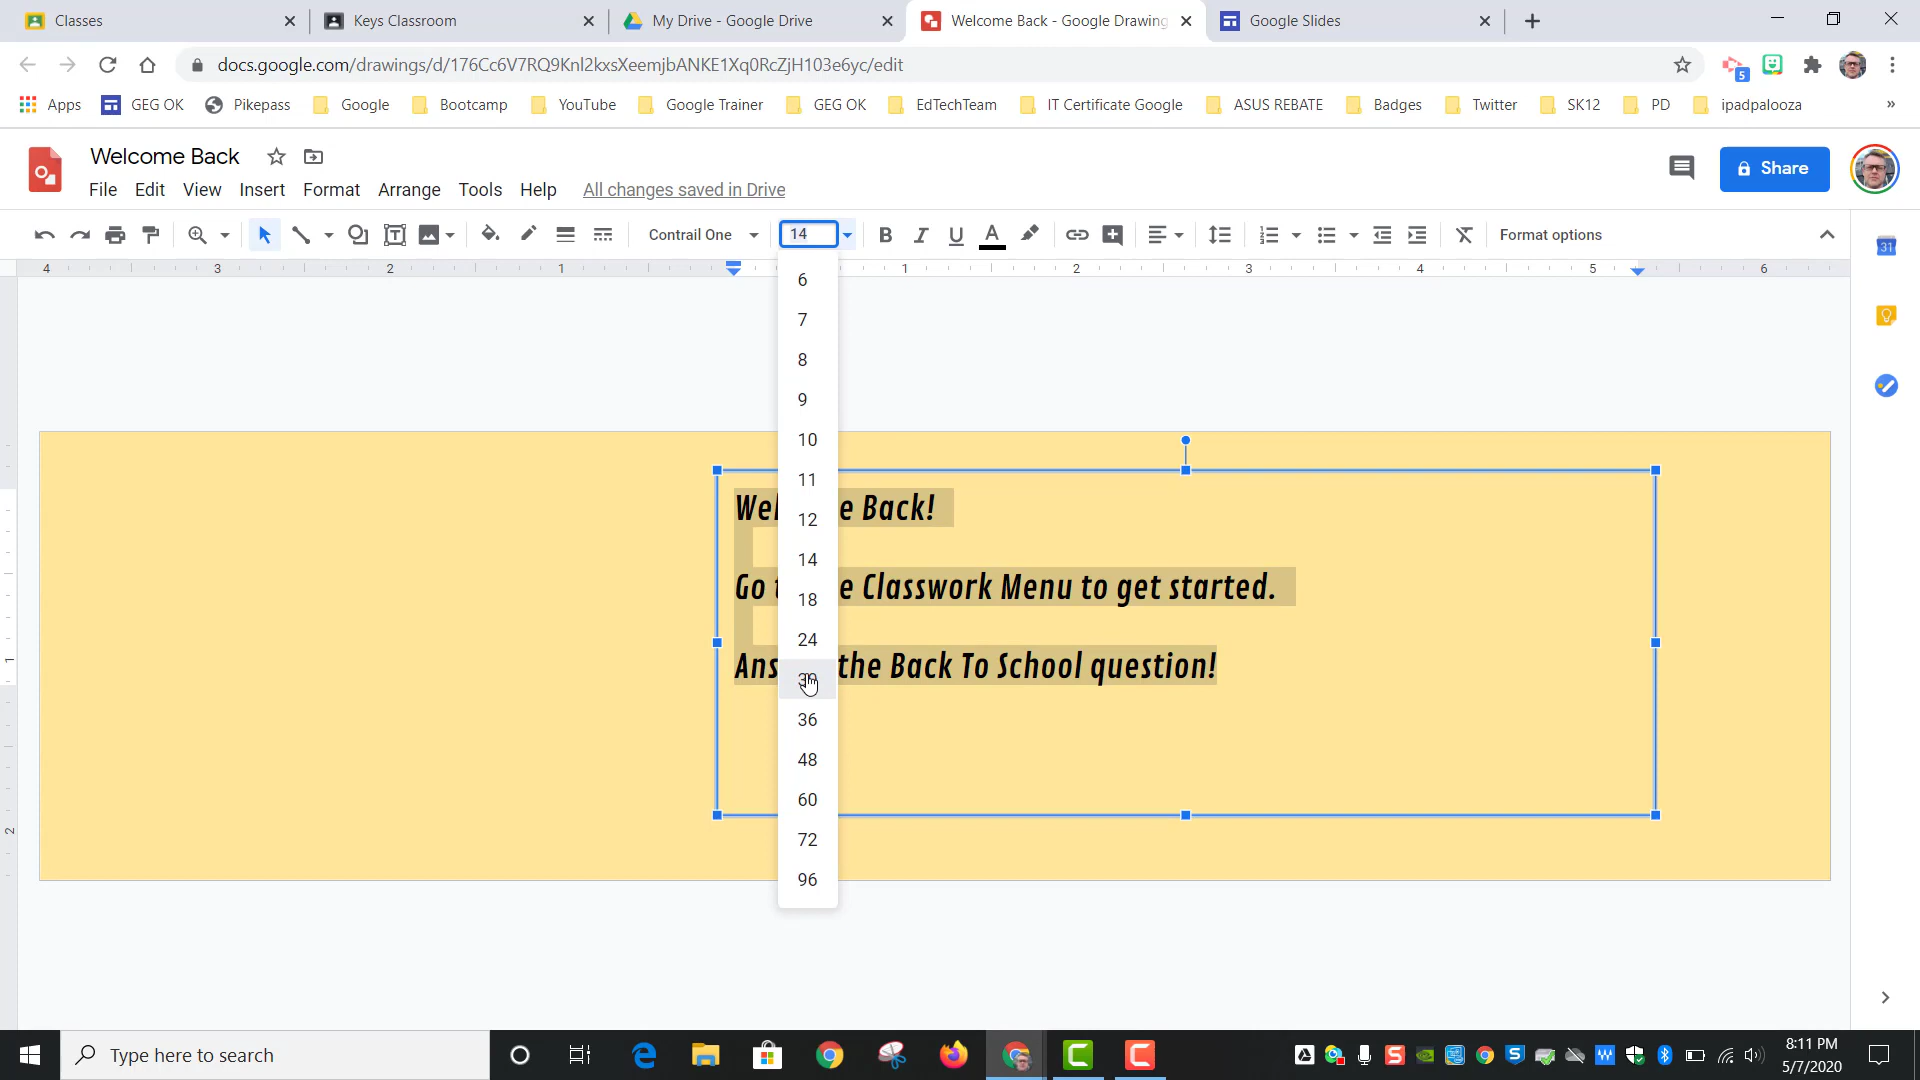 Classes
Keys Classroom
My Drive - Google Drive
Welcome Back - Google Drawing
Google Slides
docs.google.com/drawings/d/176Cc6V7RQ9Knl2kxsXeemjbANKE1Xq0RcZjH103e6yc/edit
5
Apps
GEG OK
Pikepass
Google
Bootcamp
YouTube
Google Trainer
GEG OK
EdTechTeam
IT Certificate Google
ASUS REBATE
Badges
Twitter
SK12
PD
ipadpalooza
»
Welcome Back
File Edit View Insert Format Arrange Tools Help All changes saved in Drive
Share
Contrail One
14
B I U A
Format options
31
4 3 2 1 1 2 3 4 5 6
6
7
8
9
10
11
12
14
18
24
36
48
60
72
96
Back!
Go Classwork Menu to get started.
the Back To School question!
1
2
Type here to search
8:11 PM
5/7/2020